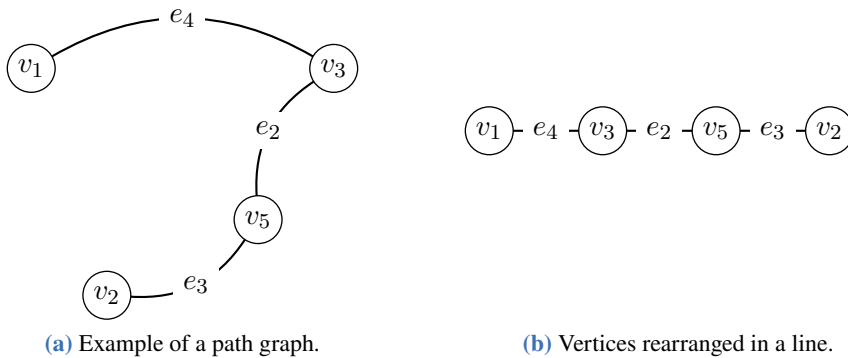 e₄
v₁
v₃
e₂
v₅
e₃
v₂
(a) Example of a path graph.
v₁ e₄ v₃ e₂ v₅ e₃ v₂
(b) Vertices rearranged in a line.